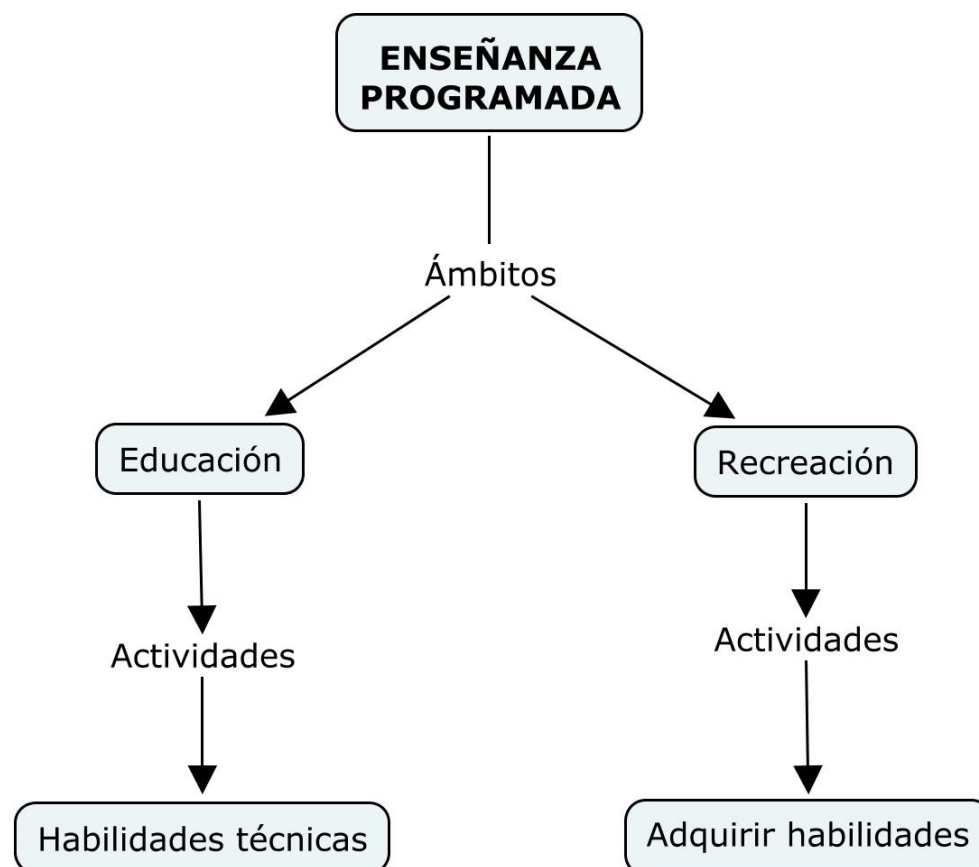 ENSEÑANZA
PROGRAMADA
Ámbitos
Educación
Recreación
Actividades
Actividades
Habilidades técnicas
Adquirir habilidades